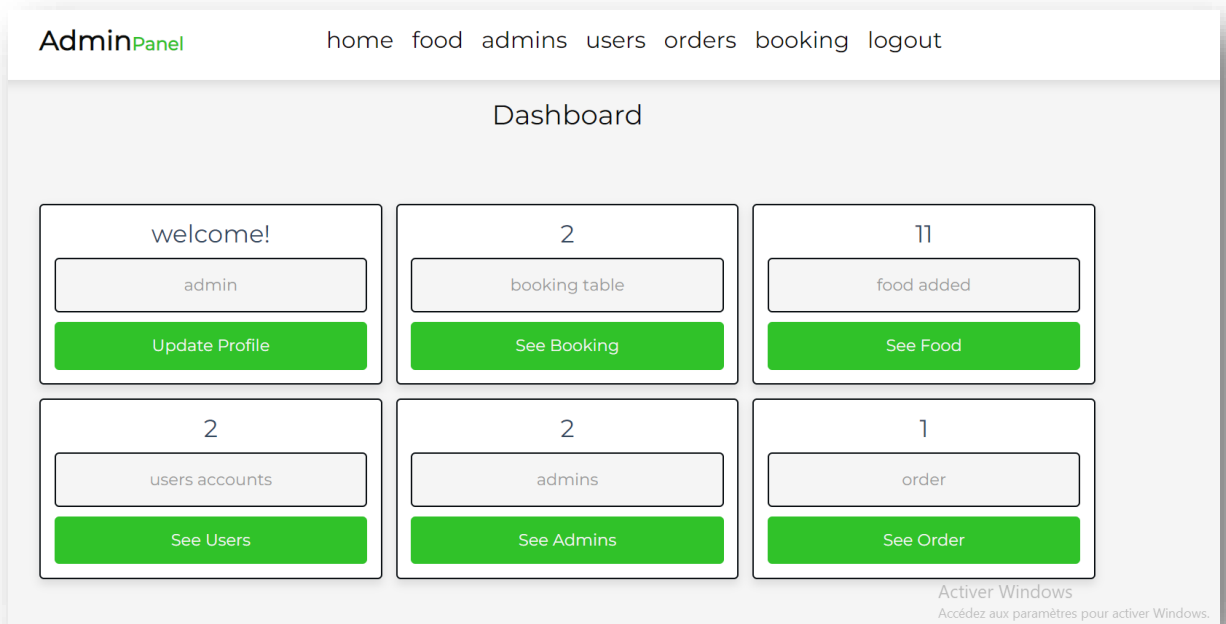 AdminPanel home food admins users orders booking logout
Dashboard
welcome!
admin
Update Profile
2
booking table
See Booking
11
food added
See Food
2
users accounts
See Users
2
admins
See Admins
1
order
See Order
Activer Windows
Accédez aux paramètres pour activer Windows.